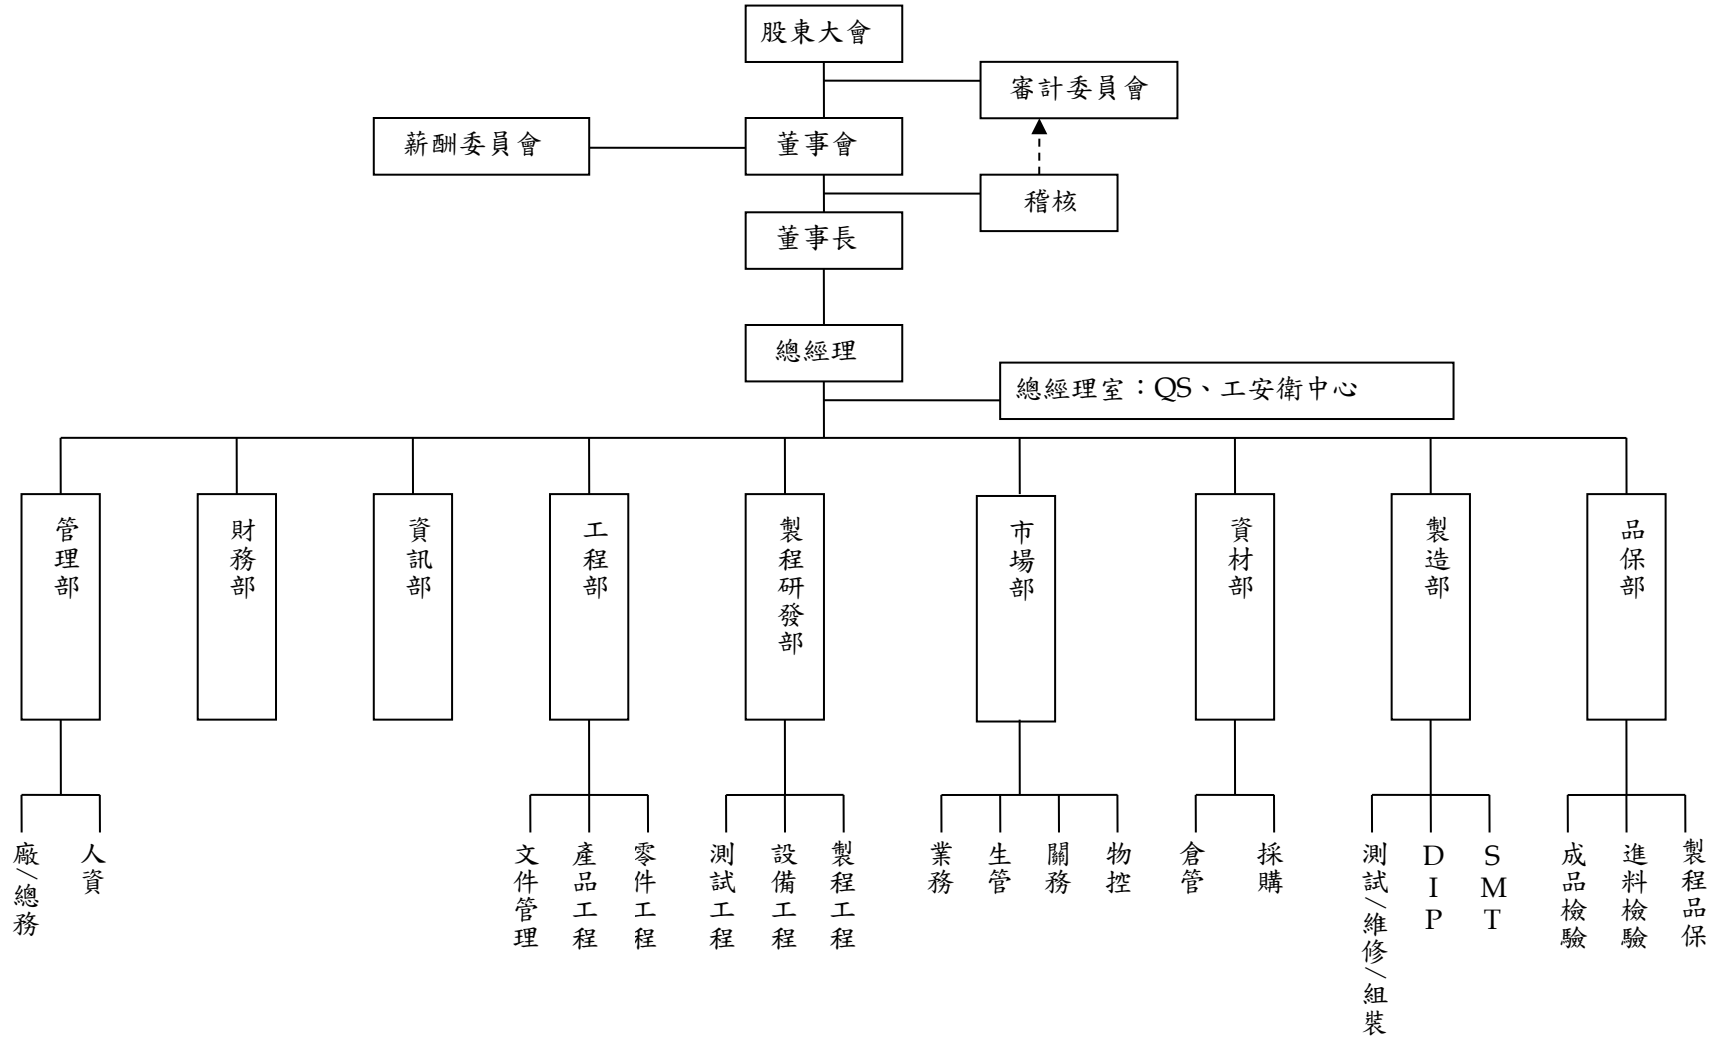 股東大會
審計委員會
薪酬委員會
董事會
稽核
董事長
總經理
總經理室：QS、工安衛中心
管理部
財務部
資訊部
工程部
製程研發部
市場部
資材部
製造部
品保部
廠/總務
人資
文件管理
產品工程
零件工程
測試工程
設備工程
製程工程
業務
生管
關務
物控
倉管
採購
測試/維修/組裝
DIP
SMT
成品檢驗
進料檢驗
製程品保